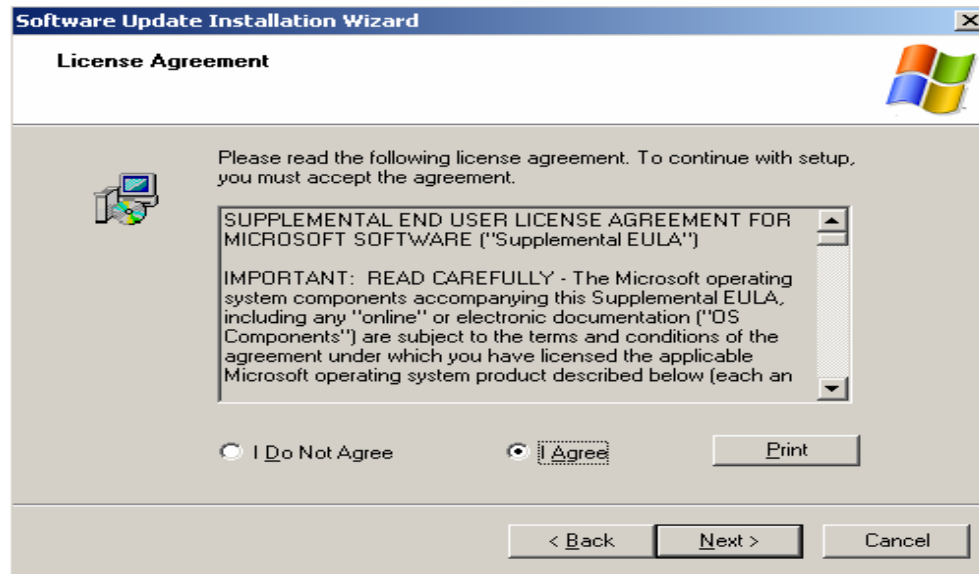 Software Update Installation Wizard
License Agreement
Please read the following license agreement. To continue with setup,
you must accept the agreement.
SUPPLEMENTAL END USER LICENSE AGREEMENT FOR
MICROSOFT SOFTWARE ("Supplemental EULA")
IMPORTANT: READ CAREFULLY - The Microsoft operating
system components accompanying this Supplemental EULA,
including any "online" or electronic documentation ("OS
Components") are subject to the terms and conditions of the
agreement under which you have licensed the applicable
Microsoft operating system product described below (each an
I Do Not Agree
I Agree
Print
< Back
Next >
Cancel